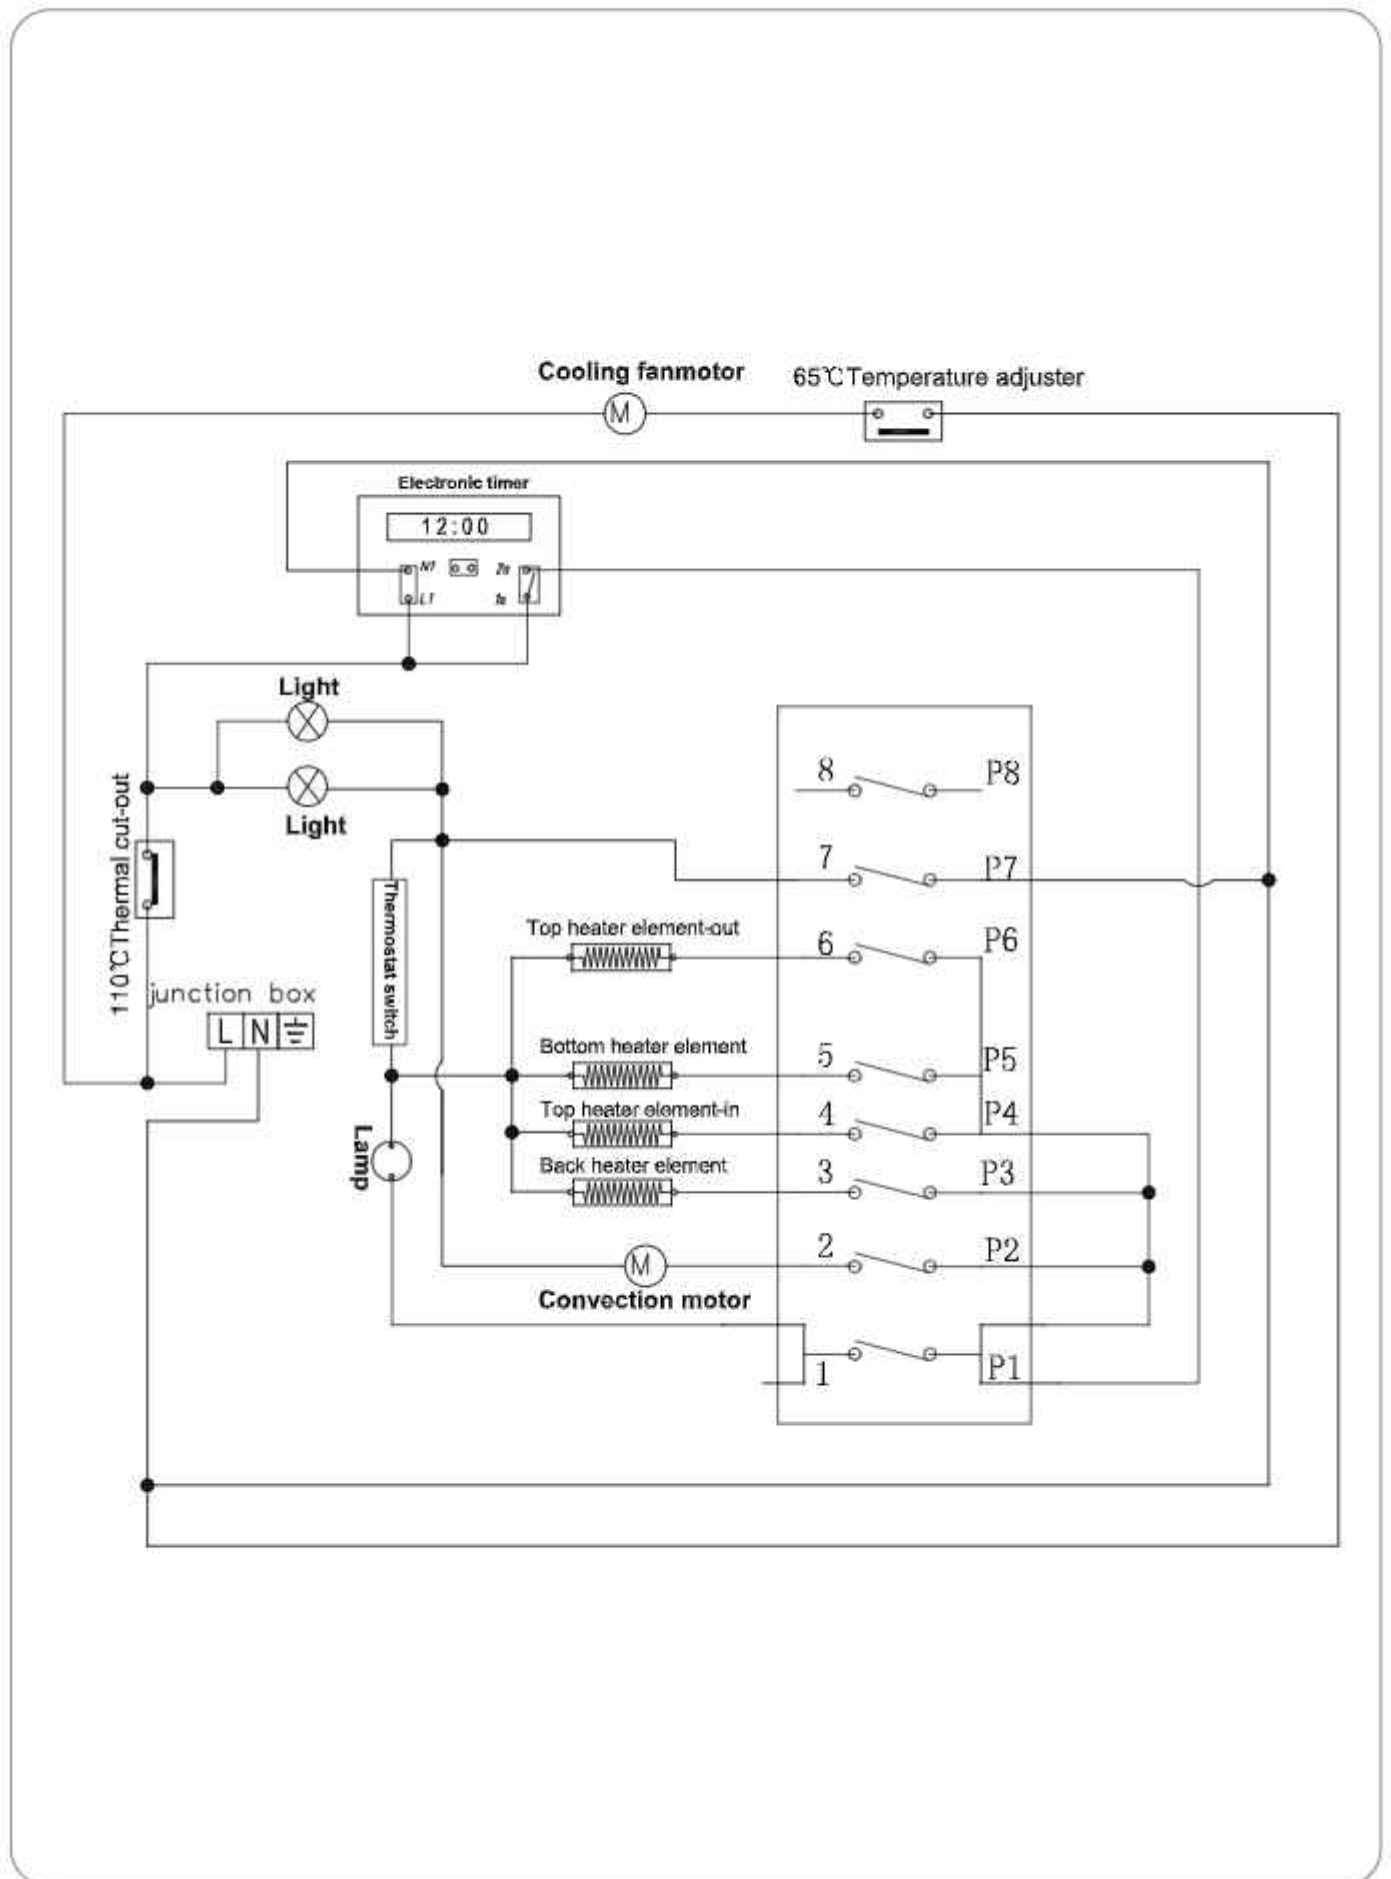 Cooling fanmotor
65℃Temperature adjuster
M
Electronic timer
12:00
N1
2a
L1
1a
Light
Light
110℃Thermal cut-out
8
P8
7
P7
Thermostat switch
Top heater element-out
6
P6
junction box
L N
Bottom heater element
5
P5
Top heater element-in
4
P4
Lamp
Back heater element
3
P3
M
2
P2
Convection motor
1
P1